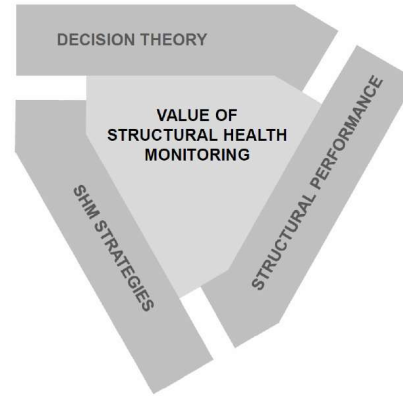 DECISION THEORY
VALUE OF
STRUCTURAL HEALTH
MONITORING
STRUCTURAL PERFORMANCE
SHM STRATEGIES